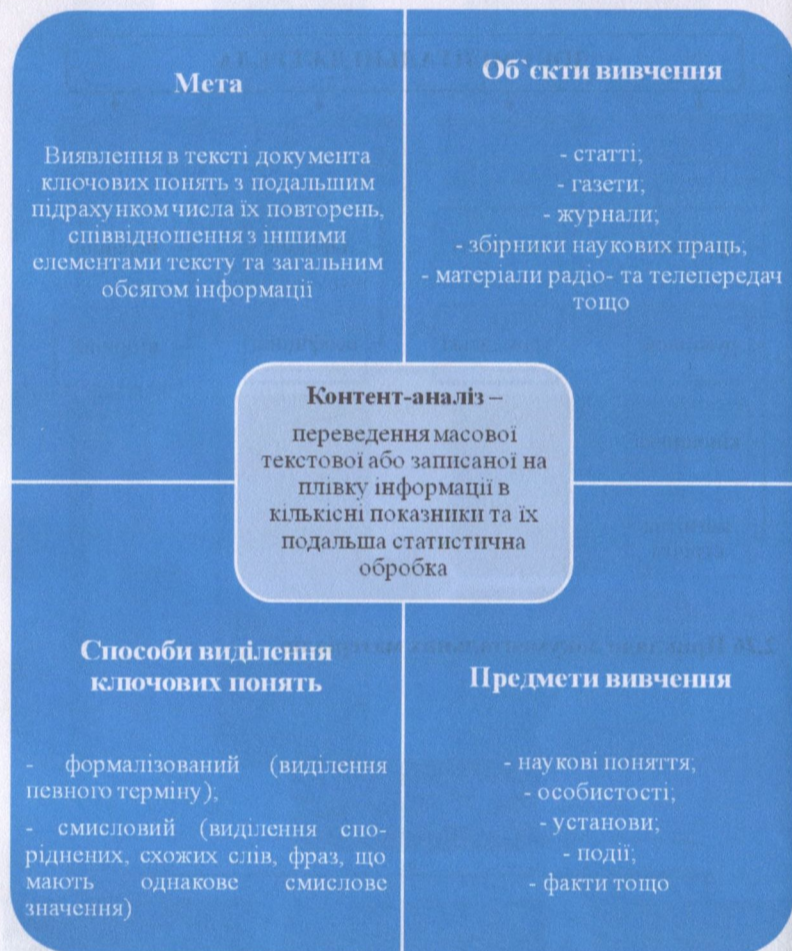 Мета
Виявлення в тексті документа
ключових понять з подальшим
підрахунком числа їх повторень,
співвідношення з іншими
елементами тексту та загальним
обсягом інформації
Об`єкти вивчення
- статті;
- газети;
- журнали;
- збірники наукових праць;
- матеріали радіо- та телепередач
тощо
Контент-аналіз –
переведення масової
текстової або записаної на
плівку інформації в
кількісні показники та їх
подальша статистична
обробка
Способи виділення
ключових понять
- формалізований (виділення
певного терміну);
- смисловий (виділення спо-
ріднених, схожих слів, фраз, що
мають однакове смислове
значення)
Предмети вивчення
- наукові поняття;
- особистості;
- установи;
- події;
- факти тощо